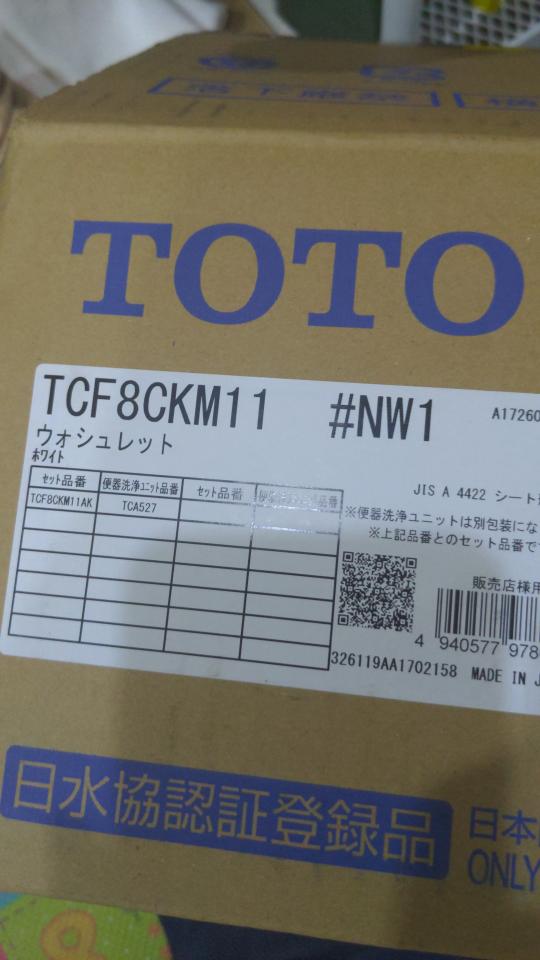 TOTO
TCF8CKM11 #NW1 A17260
ウォシュレット
ホワイト
セット品番 便器洗浄ユニット品番 セット品番
TCF8CKM11AK TCA527
JIS A 4422 シート
※便器洗浄ユニットは別包装にな
※上記品番とのセット品番で
販売店様用
4 940577 978
326119AA1702158 MADE IN J
日水協認証登録品
日本
ONLY